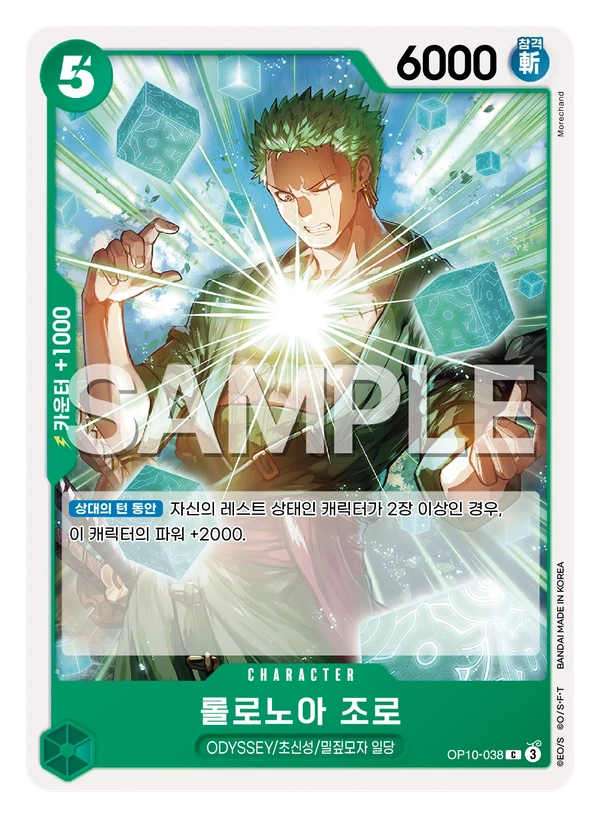 5
6000
참격
斬
Morechand
카운터 +1000
SAMPLE
상대의 턴 동안 자신의 레스트 상태인 캐릭터가 2장 이상인 경우,
이 캐릭터의 파워 +2000.
CHARACTER
롤로노아 조로
ODYSSEY/초신성/밀짚모자 일당
OP10-038 C 3
©EO/S ©O/S・F・T BANDAI MADE IN KOREA